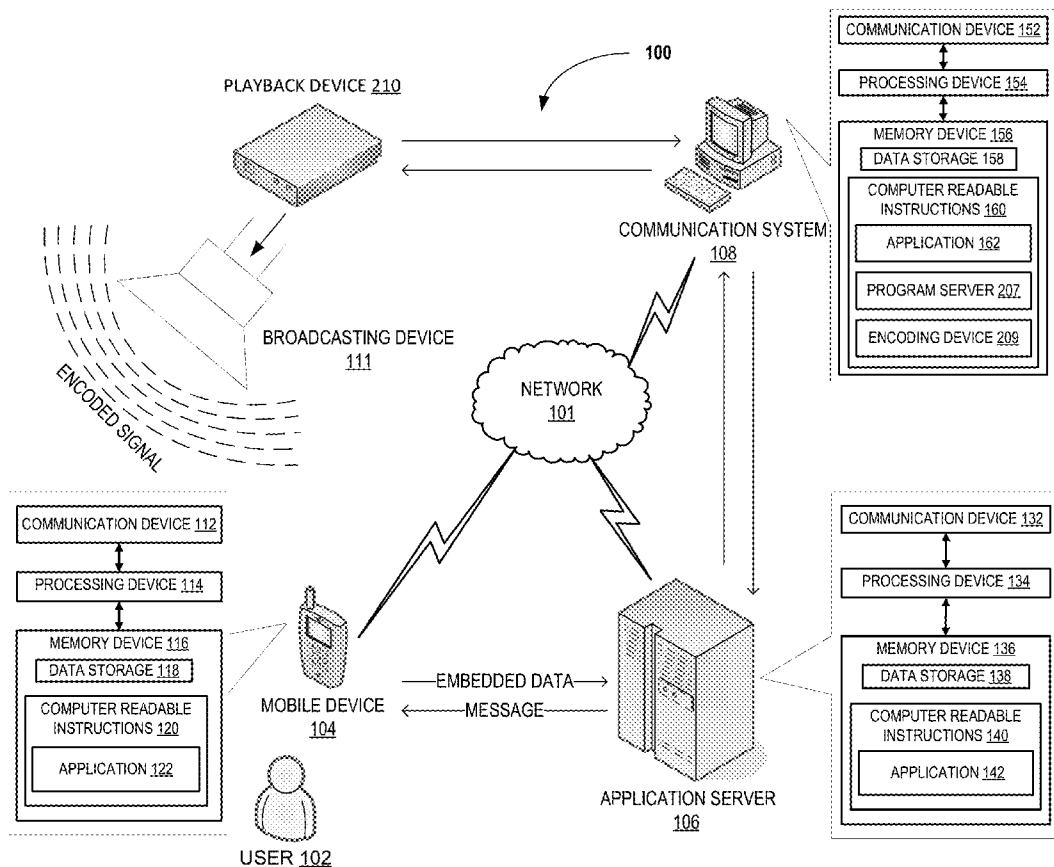 100
PLAYBACK DEVICE 210
COMMUNICATION SYSTEM
108
COMMUNICATION DEVICE 152
PROCESSING DEVICE 154
MEMORY DEVICE 156
DATA STORAGE 158
COMPUTER READABLE
INSTRUCTIONS 160
APPLICATION 162
PROGRAM SERVER 207
ENCODING DEVICE 209
BROADCASTING DEVICE
111
ENCODED SIGNAL
NETWORK
101
COMMUNICATION DEVICE 112
PROCESSING DEVICE 114
MEMORY DEVICE 116
DATA STORAGE 118
COMPUTER READABLE
INSTRUCTIONS 120
APPLICATION 122
MOBILE DEVICE
104
USER 102
EMBEDDED DATA
MESSAGE
APPLICATION SERVER
106
COMMUNICATION DEVICE 132
PROCESSING DEVICE 134
MEMORY DEVICE 136
DATA STORAGE 138
COMPUTER READABLE
INSTRUCTIONS 140
APPLICATION 142